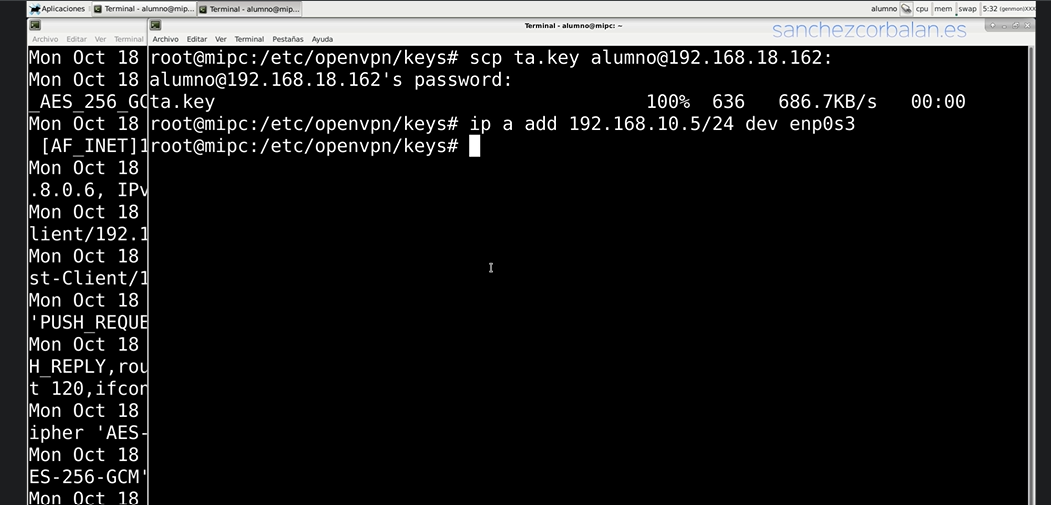 Aplicaciones Terminal - alumno@mip... Terminal - alumno@mip... alumno cpu mem swap 5:32 (genmon)XXX
Terminal - alumno@mipc: ~
sanchezcorbalan.es
Archivo Editar Ver Terminal
Archivo Editar Ver Terminal Pestañas Ayuda
Mon Oct 18
Mon Oct 18
_AES_256_GC
Mon Oct 18
[AF_INET]1
Mon Oct 18
.8.0.6, IPv
Mon Oct 18
lient/192.1
Mon Oct 18
st-Client/1
Mon Oct 18
'PUSH_REQUE
Mon Oct 18
H_REPLY,rou
t 120,ifcon
Mon Oct 18
ipher 'AES-
Mon Oct 18
ES-256-GCM'
Mon Oct 18
root@mipc:/etc/openvpn/keys# scp ta.key alumno@192.168.18.162:
alumno@192.168.18.162's password:
ta.key 100% 636 686.7KB/s 00:00
root@mipc:/etc/openvpn/keys# ip a add 192.168.10.5/24 dev enp0s3
root@mipc:/etc/openvpn/keys#